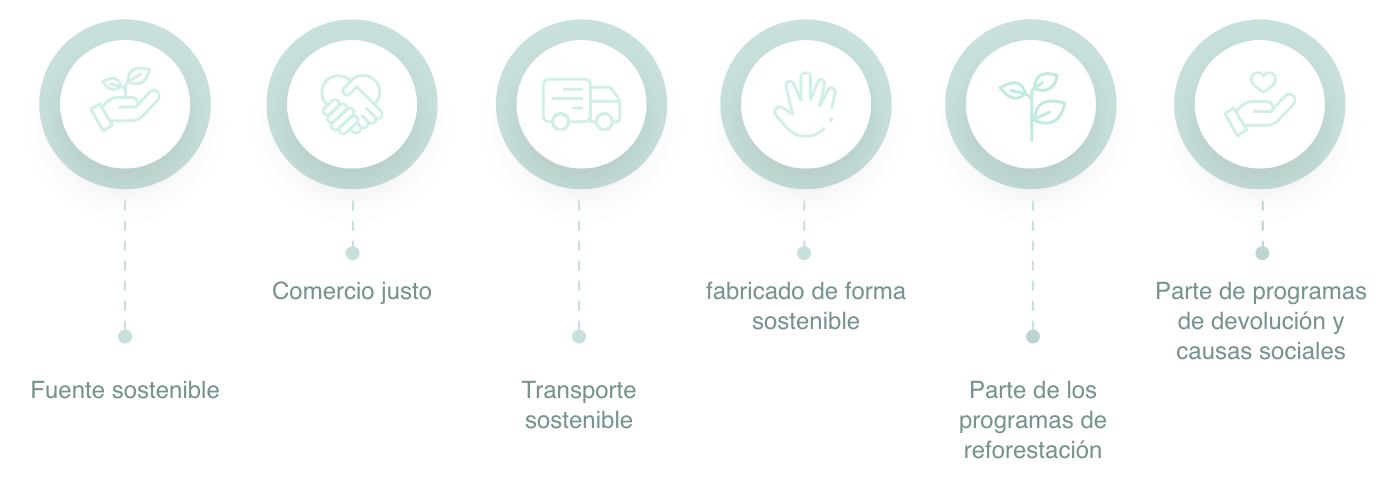 Fuente sostenible
Comercio justo
Transporte
sostenible
fabricado de forma
sostenible
Parte de los
programas de
reforestación
Parte de programas
de devolución y
causas sociales